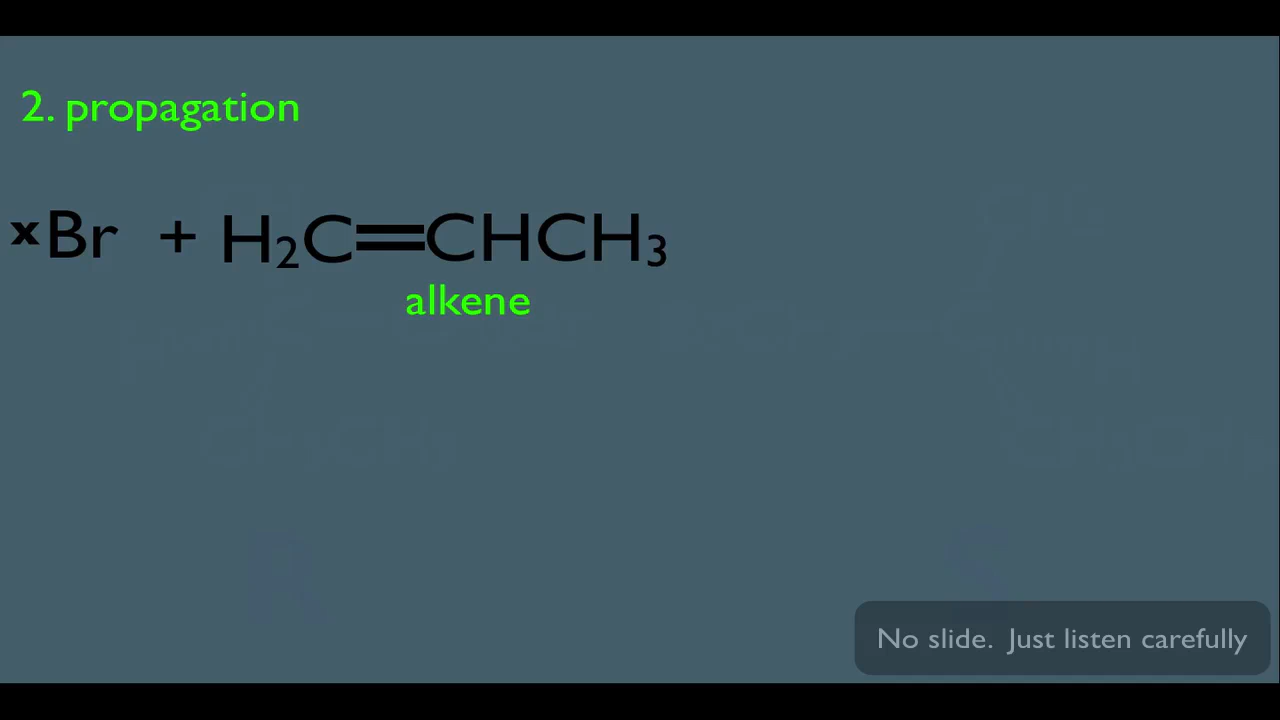 2. propagation
×Br + H₂C=CHCH₃
alkene
R S
No slide. Just listen carefully